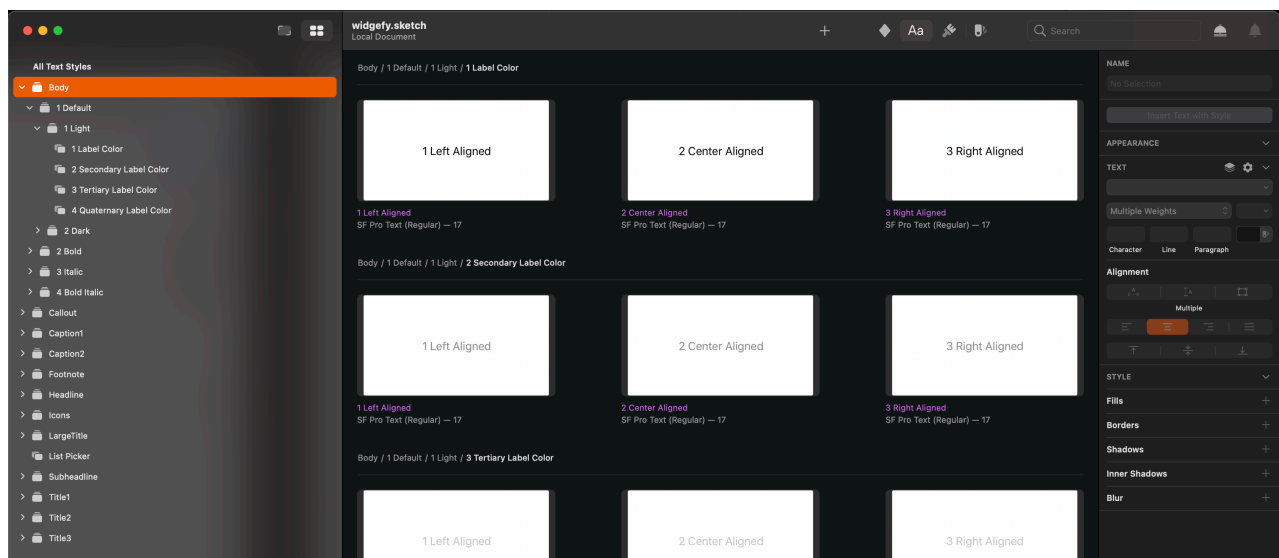 widgefy.sketch
Local Document
Aa
Search
All Text Styles
Body
1 Default
1 Light
1 Label Color
2 Secondary Label Color
3 Tertiary Label Color
4 Quaternary Label Color
2 Dark
2 Bold
3 Italic
4 Bold Italic
Callout
Caption1
Caption2
Footnote
Headline
Icons
LargeTitle
List Picker
Subheadline
Title1
Title2
Title3
Body / 1 Default / 1 Light / 1 Label Color
1 Left Aligned 2 Center Aligned 3 Right Aligned
1 Left Aligned 2 Center Aligned 3 Right Aligned
SF Pro Text (Regular) — 17 SF Pro Text (Regular) — 17 SF Pro Text (Regular) — 17
Body / 1 Default / 1 Light / 2 Secondary Label Color
1 Left Aligned 2 Center Aligned 3 Right Aligned
1 Left Aligned 2 Center Aligned 3 Right Aligned
SF Pro Text (Regular) — 17 SF Pro Text (Regular) — 17 SF Pro Text (Regular) — 17
Body / 1 Default / 1 Light / 3 Tertiary Label Color
1 Left Aligned 2 Center Aligned 3 Right Aligned
NAME
No Selection
Insert Text with Style
APPEARANCE
TEXT
Multiple Weights
Character Line Paragraph
Alignment
Multiple
STYLE
Fills
Borders
Shadows
Inner Shadows
Blur